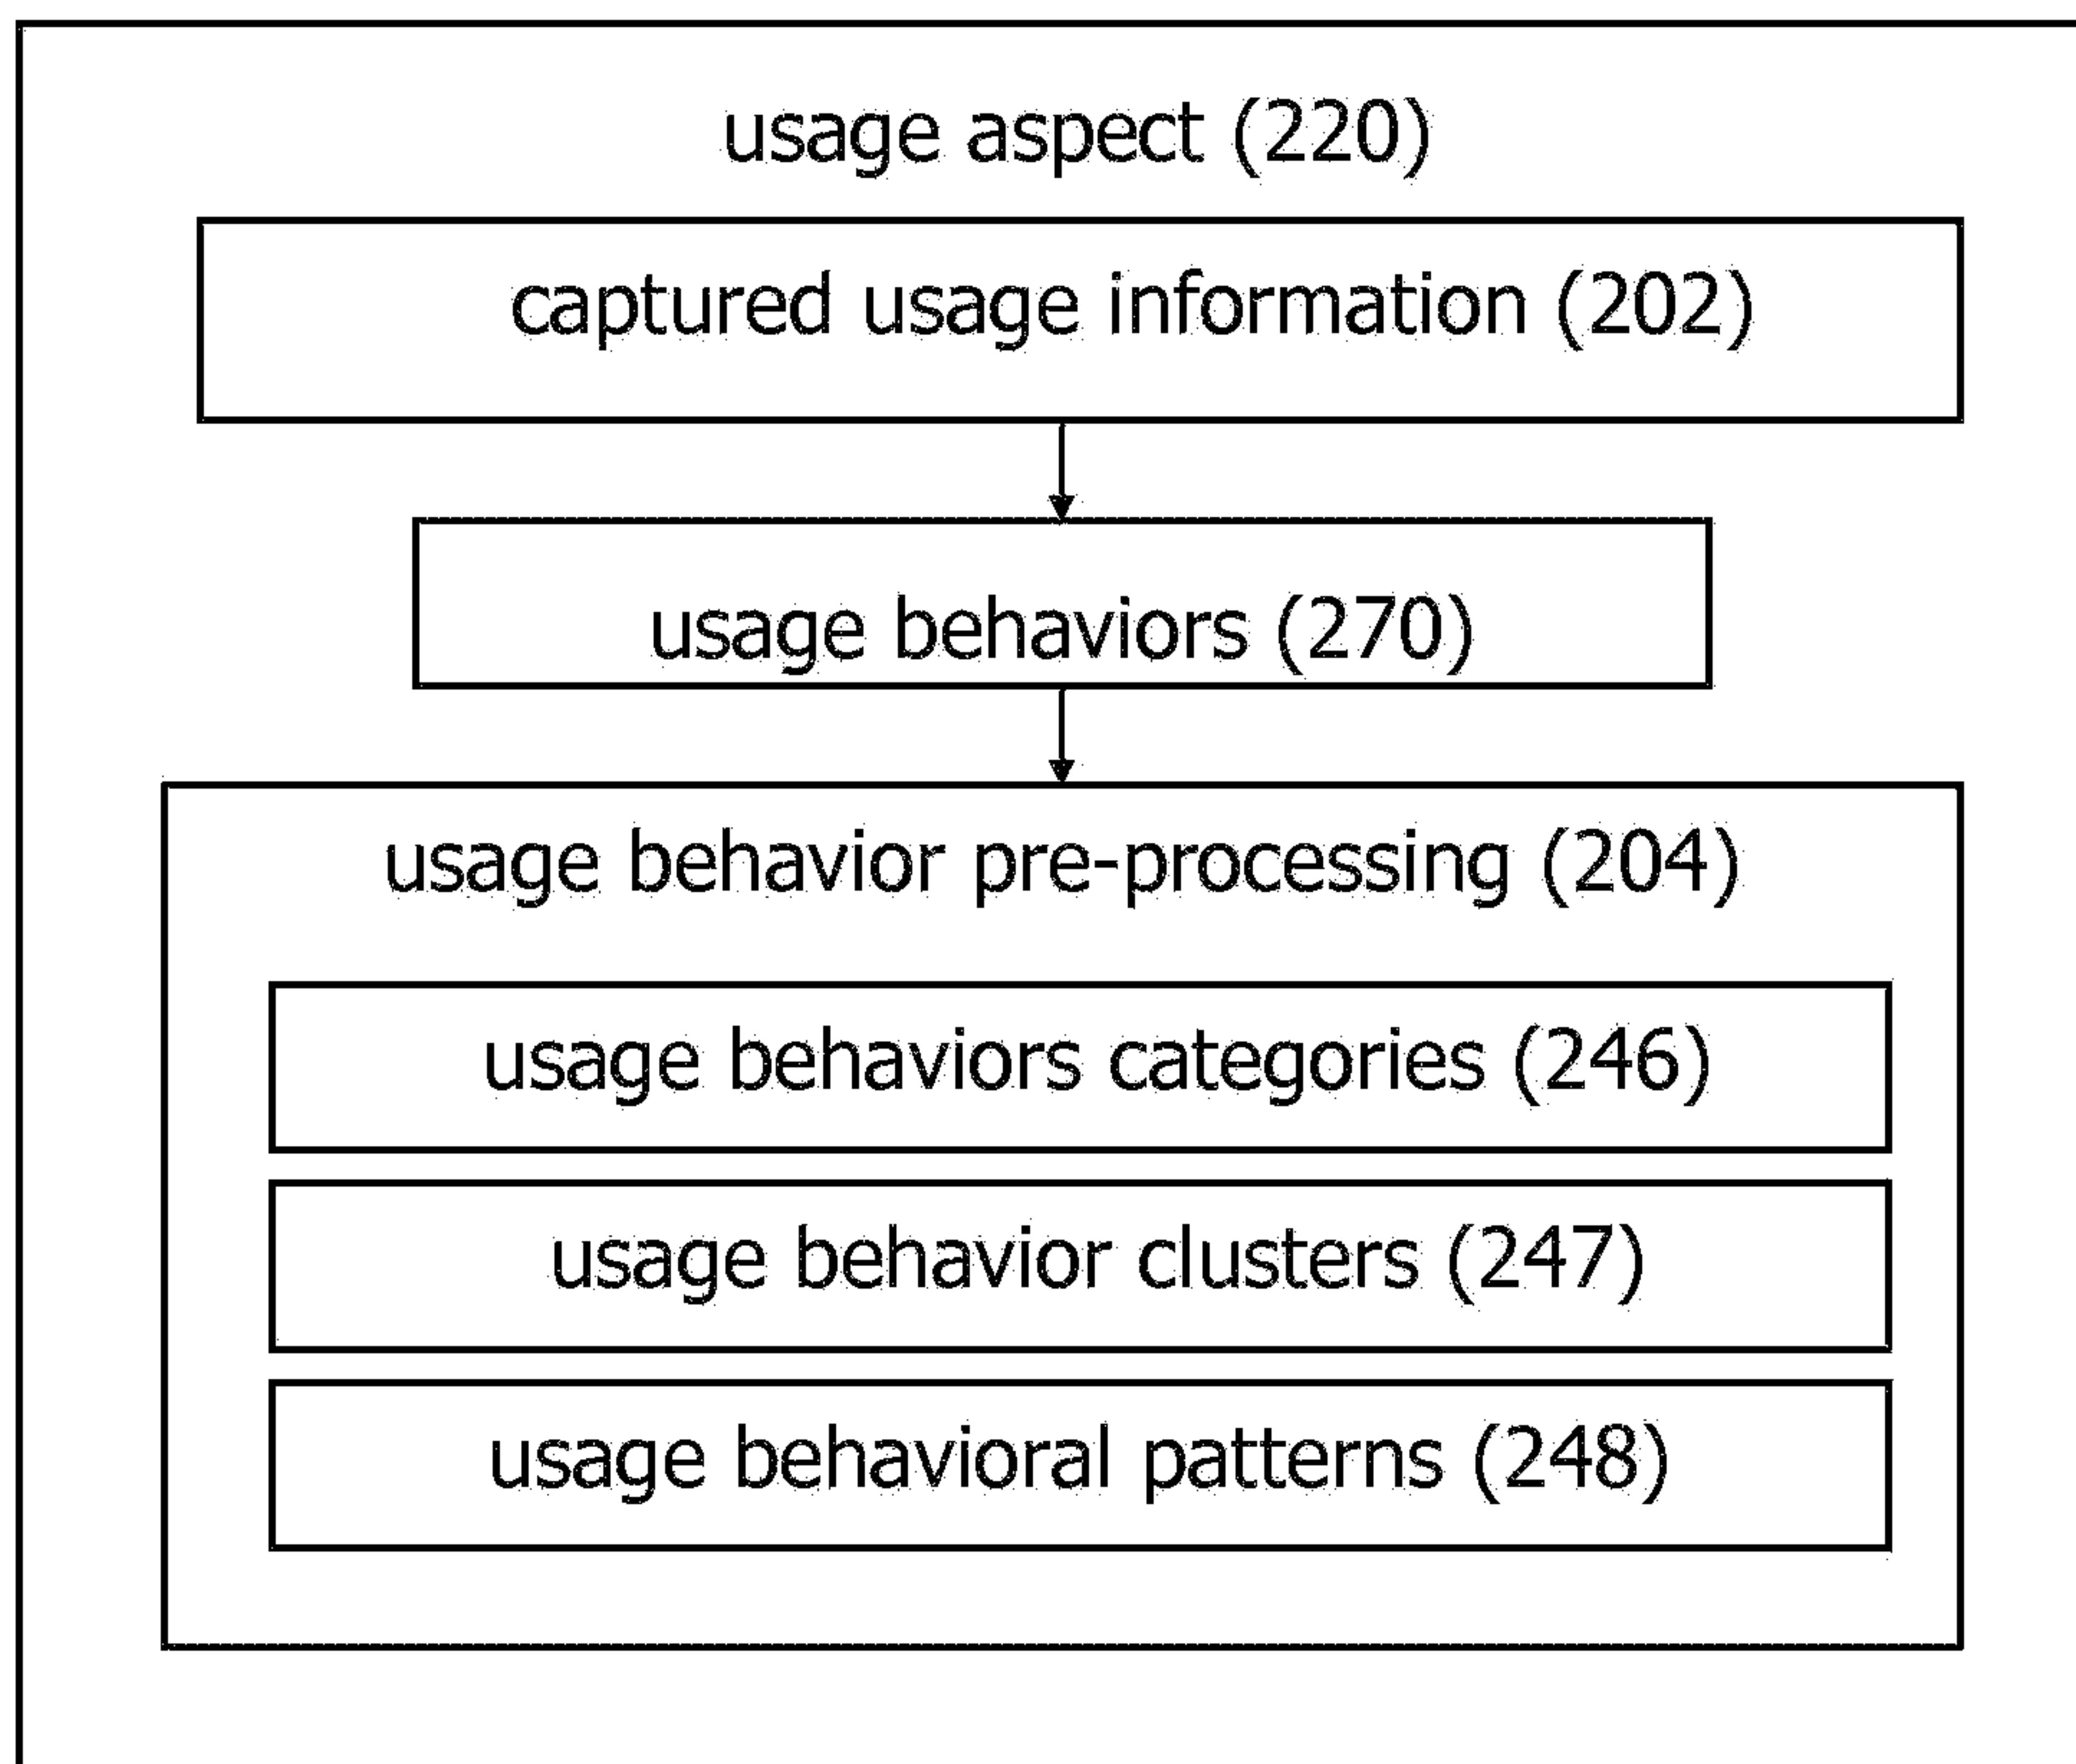 usage aspect (220)
captured usage information (202)
usage behaviors (270)
usage behavior pre-processing (204)
usage behaviors categories (246)
usage behavior clusters (247)
usage behavioral patterns (248)